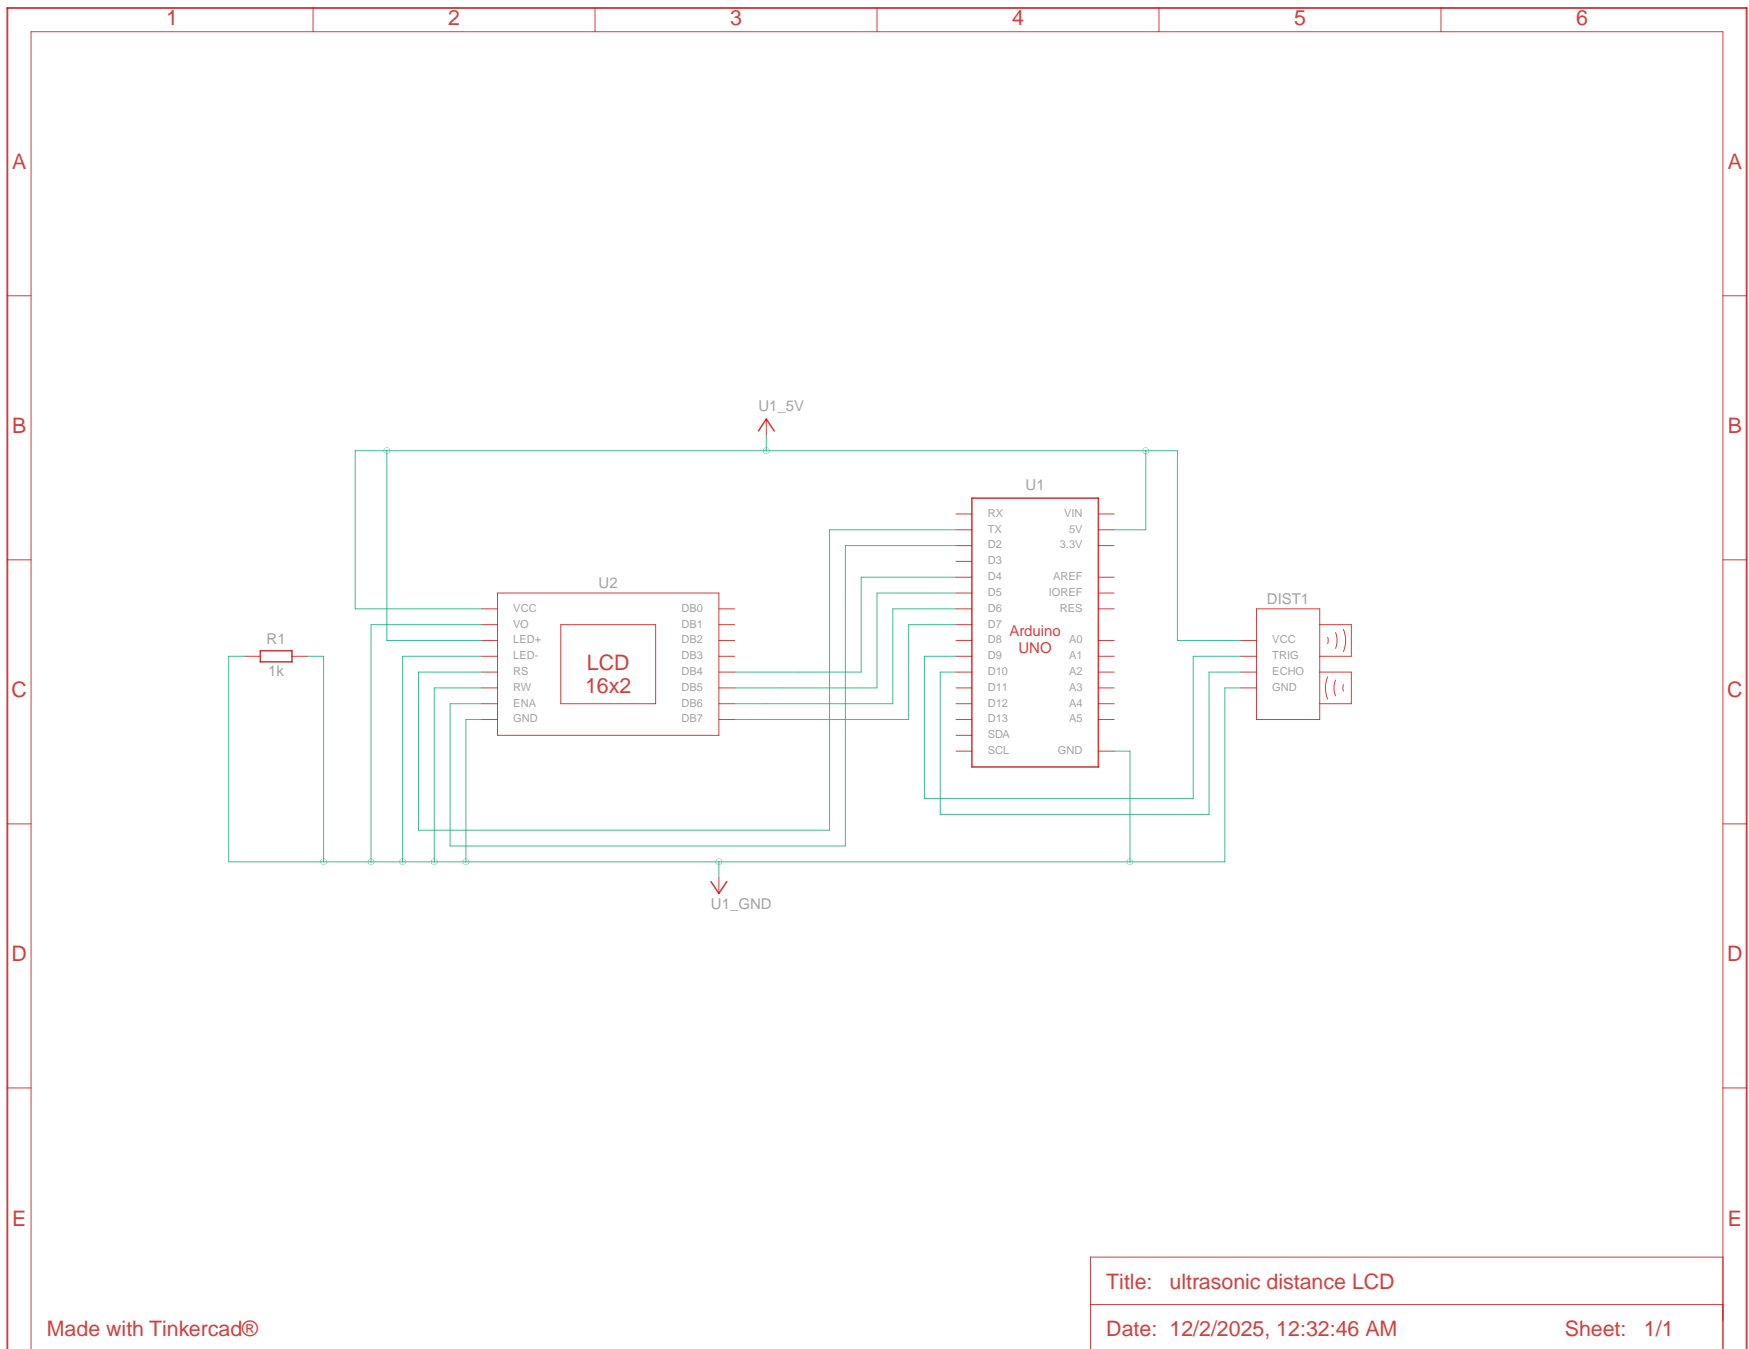 1 2 3 4 5 6
A A
B B
C C
D D
E E
U1_5V
U1
RX VIN
TX 5V
D2 3.3V
D3
D4 AREF
D5 IOREF
D6 RES
D7
D8 A0
D9 A1
D10 A2
D11 A3
D12 A4
D13 A5
SDA
SCL GND
Arduino
UNO
U2
VCC DB0
VO DB1
LED+ DB2
LED- DB3
RS DB4
RW DB5
ENA DB6
GND DB7
LCD
16x2
R1
1k
DIST1
VCC
TRIG
ECHO
GND
U1_GND
Title: ultrasonic distance LCD
Made with Tinkercad®
Date: 12/2/2025, 12:32:46 AM Sheet: 1/1